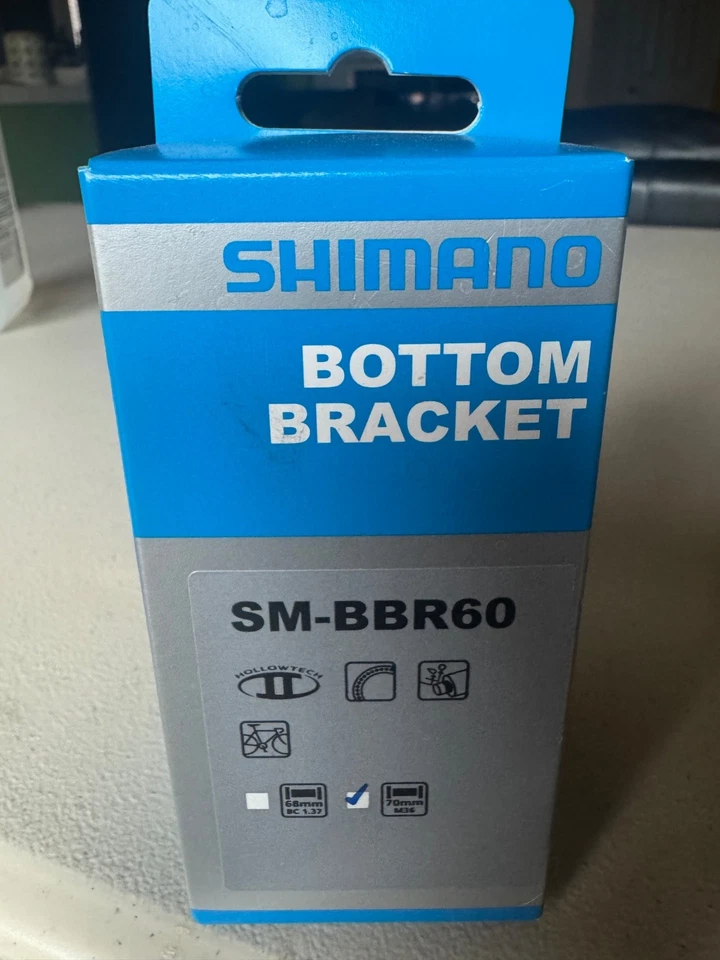 SHIMANO
BOTTOM
BRACKET
SM-BBR60
HOLLOWTECH
II
68mm
BC 1.37
70mm
M36